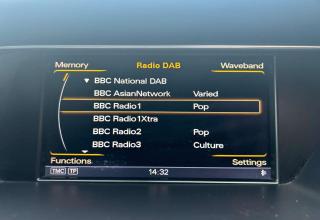 Memory Radio DAB Waveband
BBC National DAB
BBC AsianNetwork Varied
BBC Radio1 Pop
BBC Radio1Xtra
BBC Radio2 Pop
BBC Radio3 Culture
Functions Settings
TMC TP 14:32